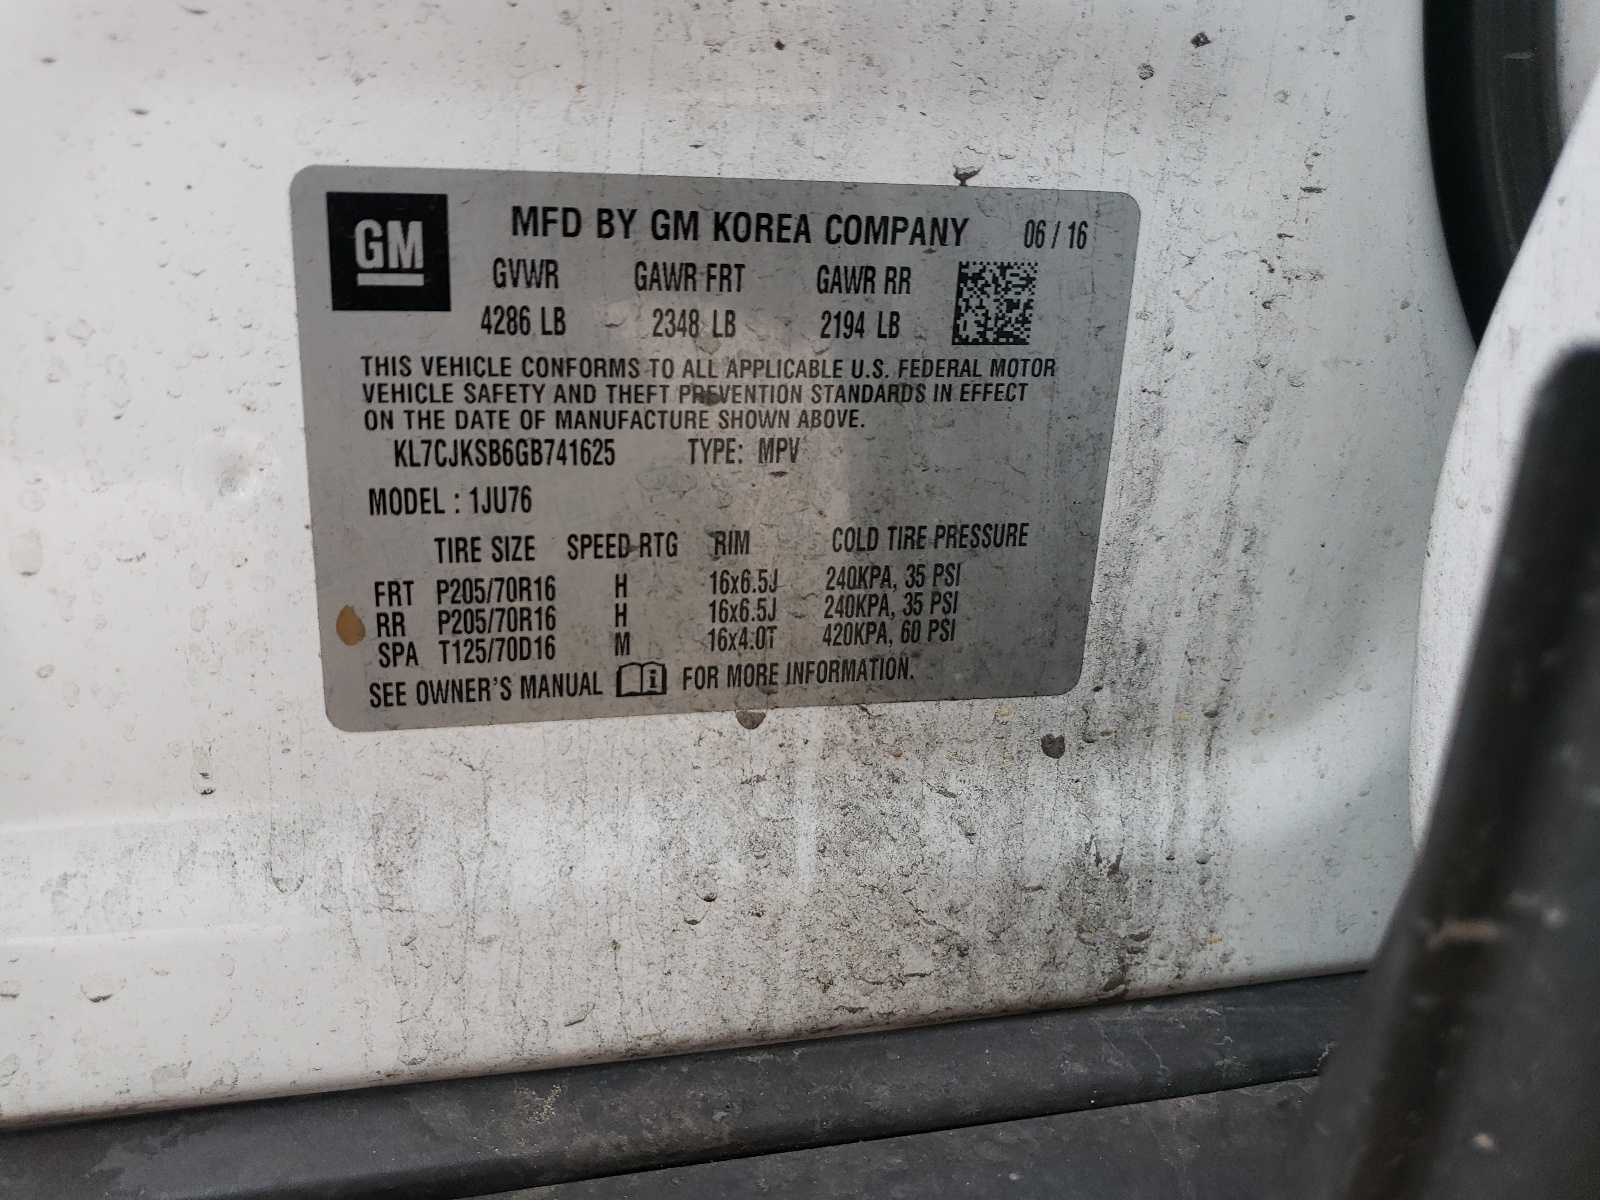 GM MFD BY GM KOREA COMPANY 06 / 16
GVWR GAWR FRT GAWR RR
4286 LB 2348 LB 2194 LB
THIS VEHICLE CONFORMS TO ALL APPLICABLE U.S. FEDERAL MOTOR
VEHICLE SAFETY AND THEFT PREVENTION STANDARDS IN EFFECT
ON THE DATE OF MANUFACTURE SHOWN ABOVE.
KL7CJKSB6GB741625 TYPE: MPV
MODEL : 1JU76
TIRE SIZE SPEED RTG RIM COLD TIRE PRESSURE
FRT P205/70R16 H 16x6.5J 240KPA, 35 PSI
RR P205/70R16 H 16x6.5J 240KPA, 35 PSI
SPA T125/70D16 M 16x4.0T 420KPA, 60 PSI
SEE OWNER'S MANUAL i FOR MORE INFORMATION.